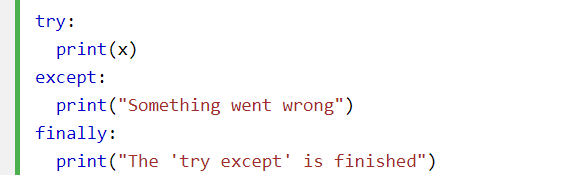 try:
  print(x)
except:
  print("Something went wrong")
finally:
  print("The 'try except' is finished")